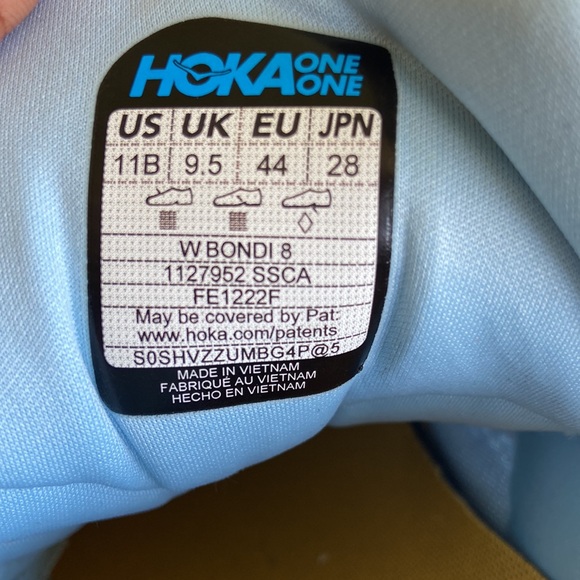 HOKA ONE ONE
US UK EU JPN
11B 9.5 44 28
W BONDI 8
1127952 SSCA
FE1222F
May be covered by Pat:
www.hoka.com/patents
S0SHVZZUMBG4P@5
MADE IN VIETNAM
FABRIQUÉ AU VIETNAM
HECHO EN VIETNAM